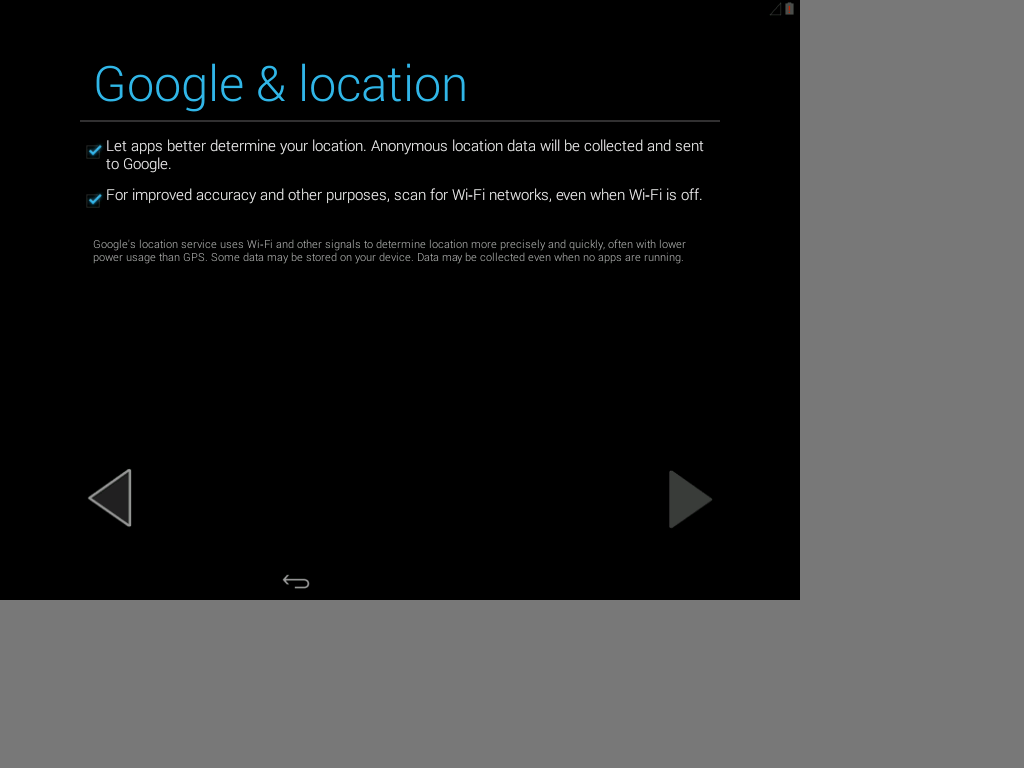 Google & location
Let apps better determine your location. Anonymous location data will be collected and sent
to Google.
For improved accuracy and other purposes, scan for Wi-Fi networks, even when Wi-Fi is off.
Google's location service uses Wi-Fi and other signals to determine location more precisely and quickly, often with lower
power usage than GPS. Some data may be stored on your device. Data may be collected even when no apps are running.